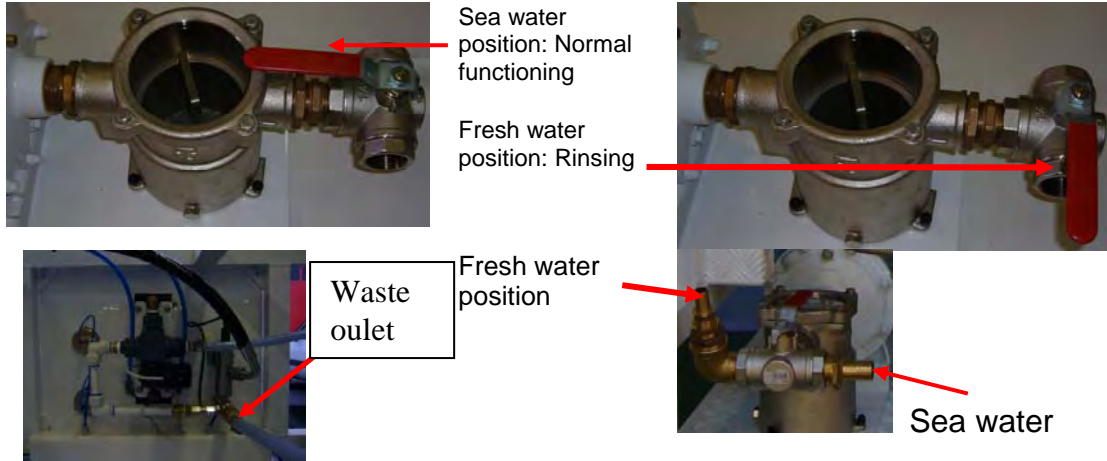 Sea water
position: Normal
functioning
Fresh water
position: Rinsing
Fresh water
position
Waste
oulet
Sea water